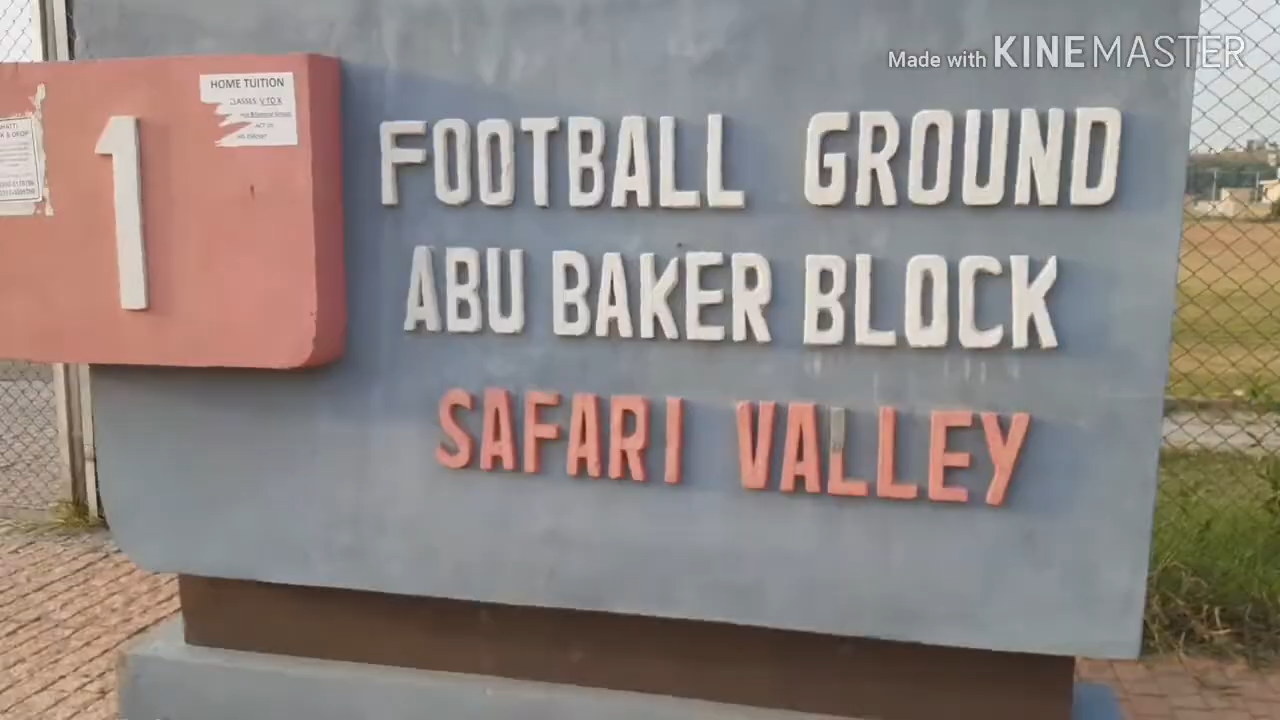 Made with KINEMASTER
HOME TUITION
CLASSES V TO X
1
FOOTBALL GROUND
ABU BAKER BLOCK
SAFARI VALLEY